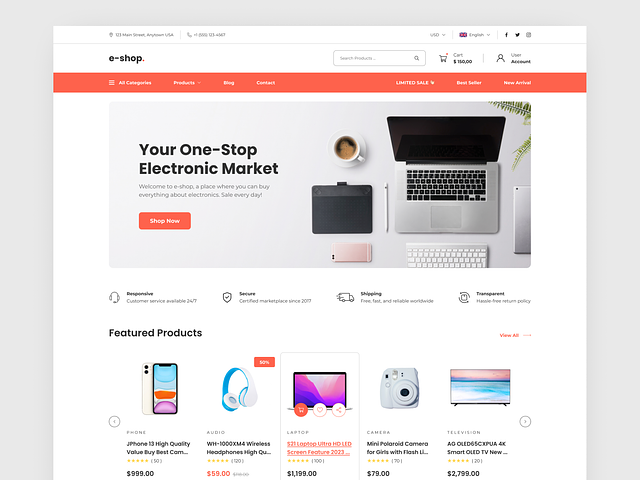 123 Main Street, Anytown USA
+1 (555) 123-4567
USD
English
e-shop.
Search Products ...
Cart
$ 150,00
User
Account
All Categories
Products
Blog
Contact
LIMITED SALE
Best Seller
New Arrival
Your One-Stop
Electronic Market
Welcome to e-shop, a place where you can buy
everything about electronics. Sale every day!
Shop Now
Responsive
Customer service available 24/7
Secure
Certified marketplace since 2017
Shipping
Free, fast, and reliable worldwide
Transparent
Hassle-free return policy
Featured Products
View All
50%
PHONE
JPhone 13 High Quality
Value Buy Best Cam...
( 50 )
$999.00
AUDIO
WH-1000XM4 Wireless
Headphones High Qu...
( 120 )
$59.00
LAPTOP
S21 Laptop Ultra HD LED
Screen Feature 2023 ...
( 100 )
$1,199.00
CAMERA
Mini Polaroid Camera
for Girls with Flash Li...
( 70 )
$79.00
TELEVISION
AG OLED65CXPUA 4K
Smart OLED TV New ...
( 20 )
$2,799.00